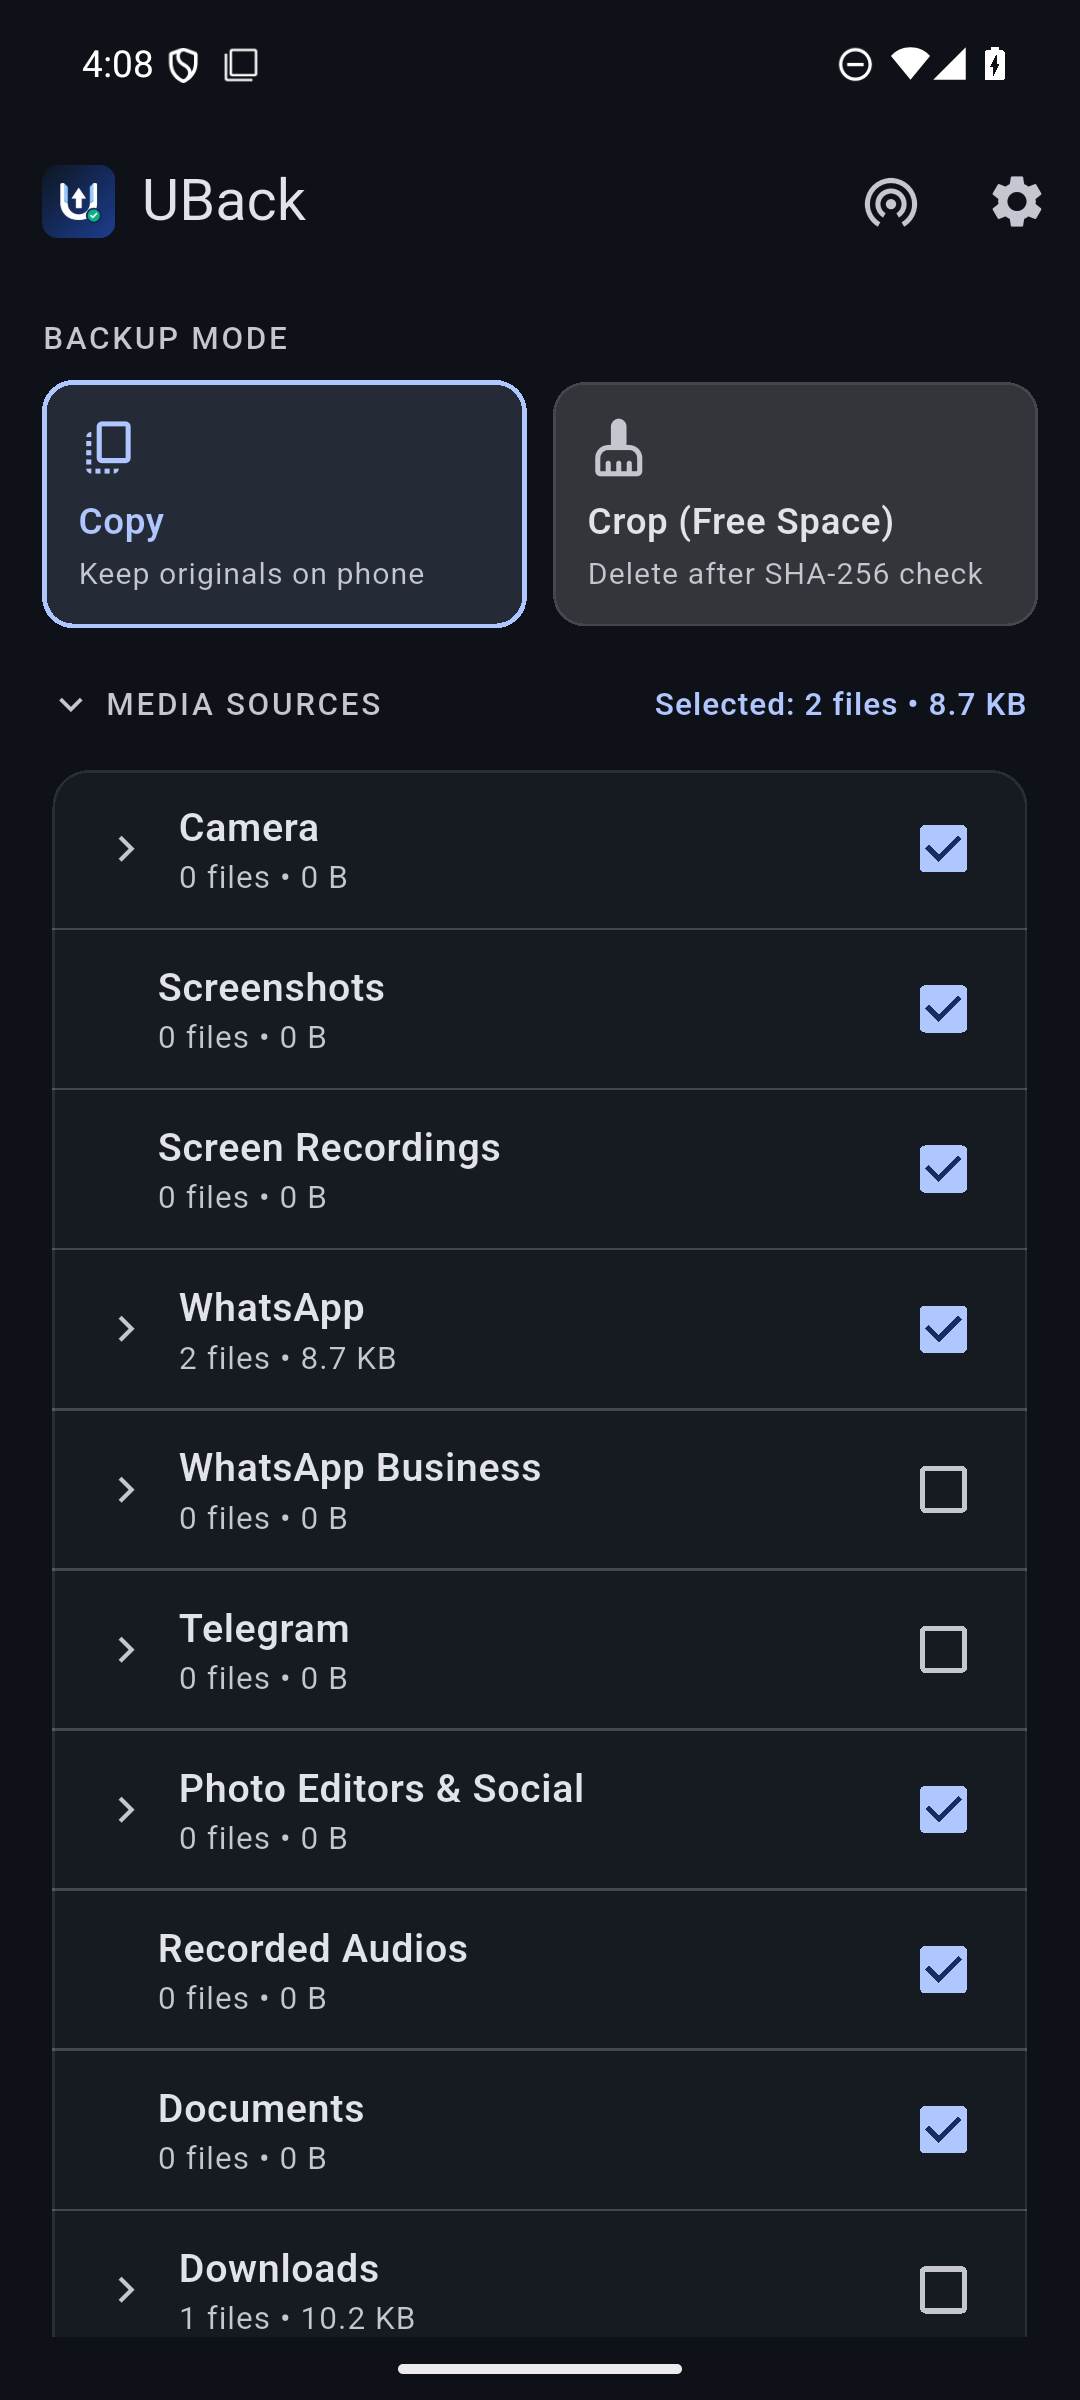 4:08
UBack
BACKUP MODE
Copy
Keep originals on phone
Crop (Free Space)
Delete after SHA-256 check
MEDIA SOURCES
Selected: 2 files • 8.7 KB
Camera
0 files • 0 B
Screenshots
0 files • 0 B
Screen Recordings
0 files • 0 B
WhatsApp
2 files • 8.7 KB
WhatsApp Business
0 files • 0 B
Telegram
0 files • 0 B
Photo Editors & Social
0 files • 0 B
Recorded Audios
0 files • 0 B
Documents
0 files • 0 B
Downloads
1 files • 10.2 KB